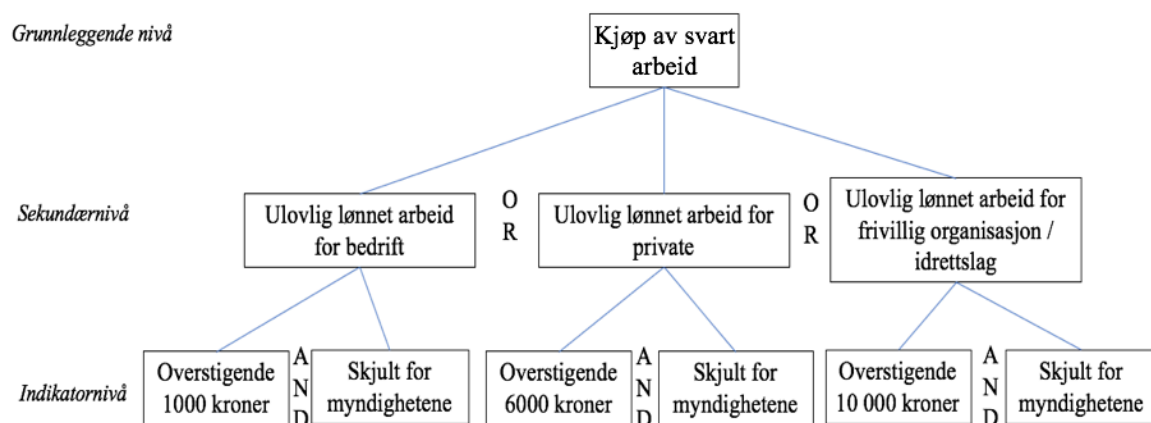 Grunnleggende nivå
Kjøp av svart
arbeid
Sekundærnivå
Ulovlig lønnet arbeid
for bedrift
O
R
Ulovlig lønnet arbeid for
private
O
R
Ulovlig lønnet arbeid for
frivillig organisasjon /
idrettslag
Indikatornivå
Overstigende
1000 kroner
A
N
D
Skjult for
myndighetene
Overstigende
6000 kroner
A
N
D
Skjult for
myndighetene
Overstigende
10 000 kroner
A
N
D
Skjult for
myndighetene